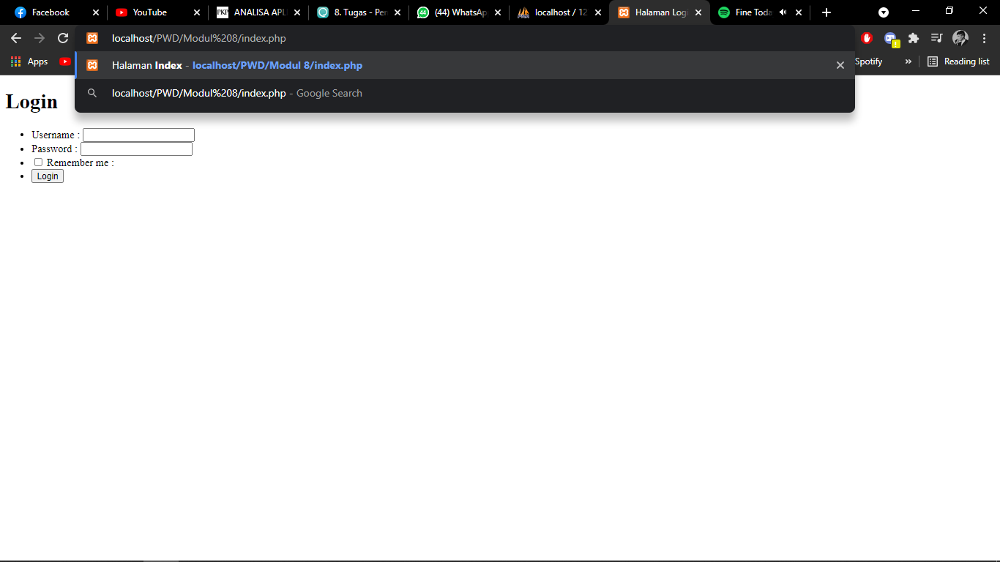 Facebook
YouTube
PKP ANALISA APL
8. Tugas - Per
44 (44) WhatsAp
localhost / 12
Halaman Logi
Fine Toda
localhost/PWD/Modul%208/index.php
Apps
Halaman Index - localhost/PWD/Modul 8/index.php
Spotify
»
Reading list
localhost/PWD/Modul%208/index.php - Google Search
Login
Username :
Password :
Remember me :
Login